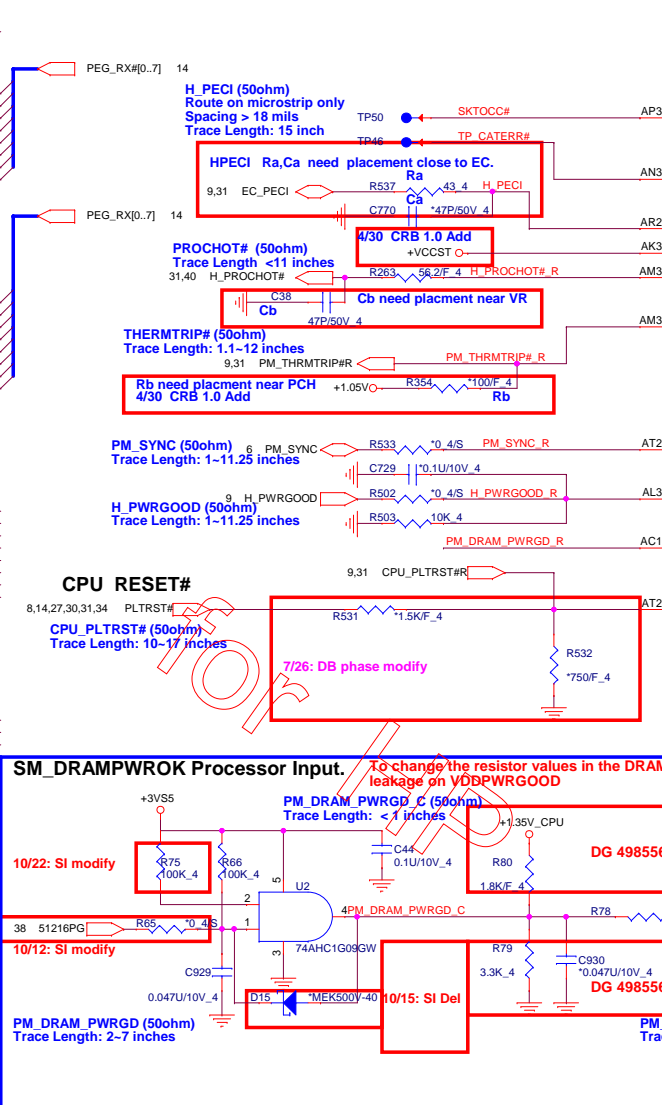 PEG_RX#[0..7] 14
H_PECI (50ohm)
Route on microstrip only
Spacing > 18 mils
Trace Length: 15 inch
TP50 SKTOCC# AP3
TP46 TP_CATERR#
HPECI Ra,Ca need placement close to EC.
Ra AN3
9,31 EC_PECI R537 43_4 H_PECI
Ca
PEG_RX[0..7] 14 C770 *47P/50V_4
AR2
4/30 CRB 1.0 Add
PROCHOT# (50ohm) +VCCST AK3
Trace Length <11 inches
31,40 H_PROCHOT# R263 56.2/F_4 H_PROCHOT#_R AM3
C38 Cb need placment near VR
Cb
47P/50V_4 AM3
THERMTRIP# (50ohm)
Trace Length: 1.1~12 inches
9,31 PM_THRMTRIP#R PM_THRMTRIP#_R
Rb need placment near PCH +1.05V R354 *100/F_4
4/30 CRB 1.0 Add Rb
PM_SYNC (50ohm) 6 PM_SYNC R533 *0_4/S PM_SYNC_R AT2
Trace Length: 1~11.25 inches
C729 *0.1U/10V_4
9 H_PWRGOOD R502 *0_4/S H_PWRGOOD_R AL3
H_PWRGOOD (50ohm)
Trace Length: 1~11.25 inches R503 10K_4
PM_DRAM_PWRGD_R AC1
9,31 CPU_PLTRST#R
CPU RESET#
8,14,27,30,31,34 PLTRST# AT2
R531 *1.5K/F_4
CPU_PLTRST# (50ohm)
Trace Length: 10~17 inches
R532
7/26: DB phase modify
*750/F_4
for HP
SM_DRAMPWROK Processor Input.
To change the resistor values in the DRAM
leakage on VDDPWRGOOD
+3VS5
PM_DRAM_PWRGD_C (50ohm)
Trace Length: < 1 inches
+1.35V_CPU
C44
0.1U/10V_4
DG 498556
10/22: SI modify R75 R66 R80
100K_4 100K_4
1.8K/F_4
5 U2
2
4 PM_DRAM_PWRGD_C R78
38 51216PG R65 *0_4/S 1
10/12: SI modify 3 74AHC1G09GW R79
C929 3.3K_4 C930
*0.047U/10V_4
0.047U/10V_4 D15 *MEK500V-40 10/15: SI Del DG 498556
PM_DRAM_PWRGD (50ohm)
Trace Length: 2~7 inches
PM_
Trac